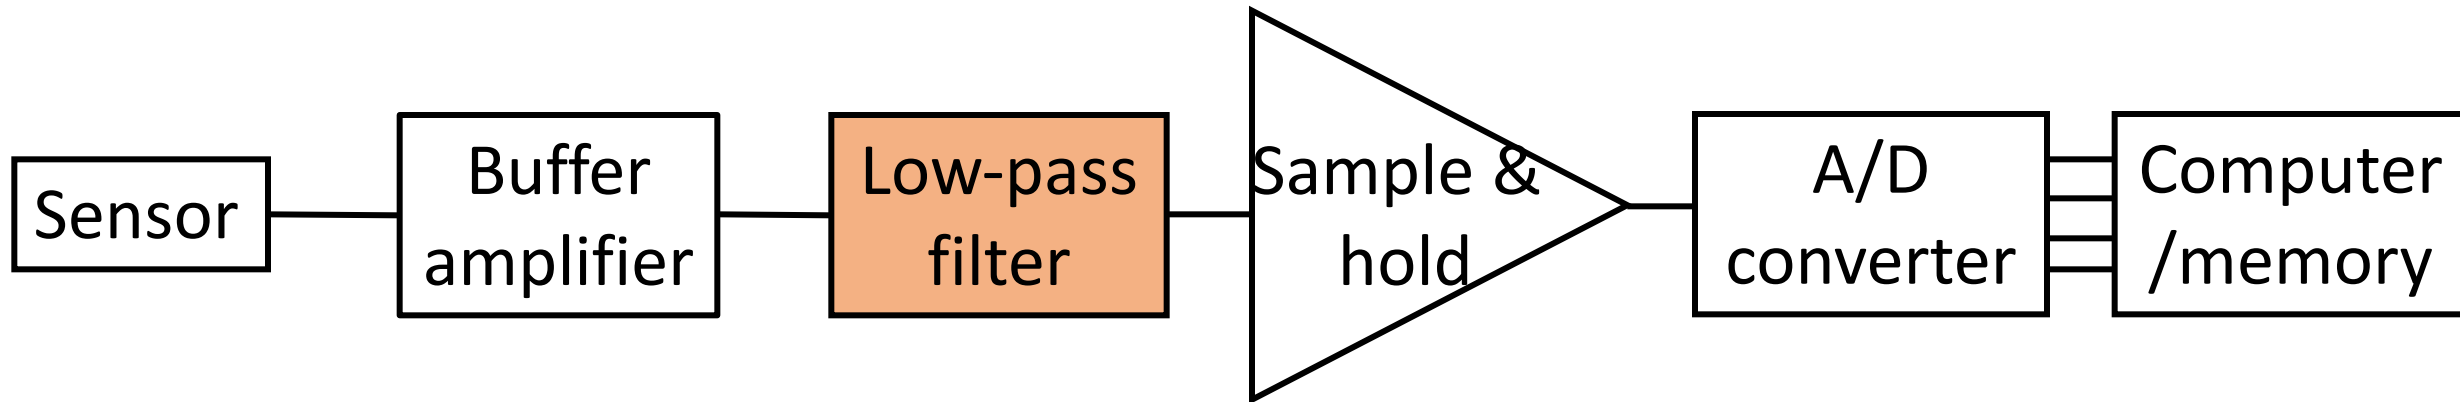 Sensor
Buffer
amplifier
Low-pass
filter
Sample &
hold
A/D
converter
Computer
/memory